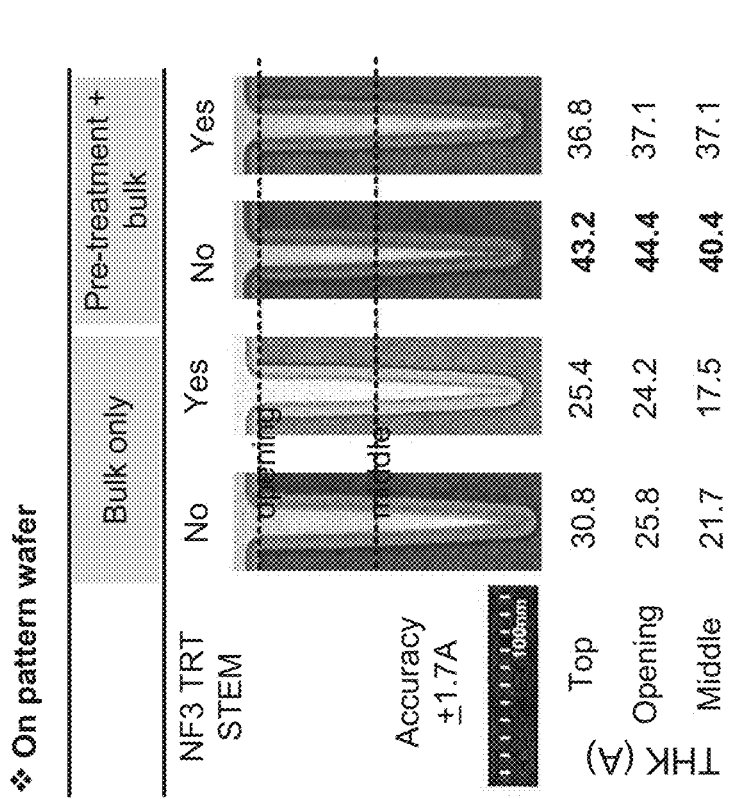 ❖ On pattern wafer
Bulk only
Pre-treatment +
bulk
NF3 TRT
No
Yes
No
Yes
STEM
opening
middle
Accuracy
±1.7A
100nm
THK (A)
Top
30.8
25.4
43.2
36.8
Opening
25.8
24.2
44.4
37.1
Middle
21.7
17.5
40.4
37.1